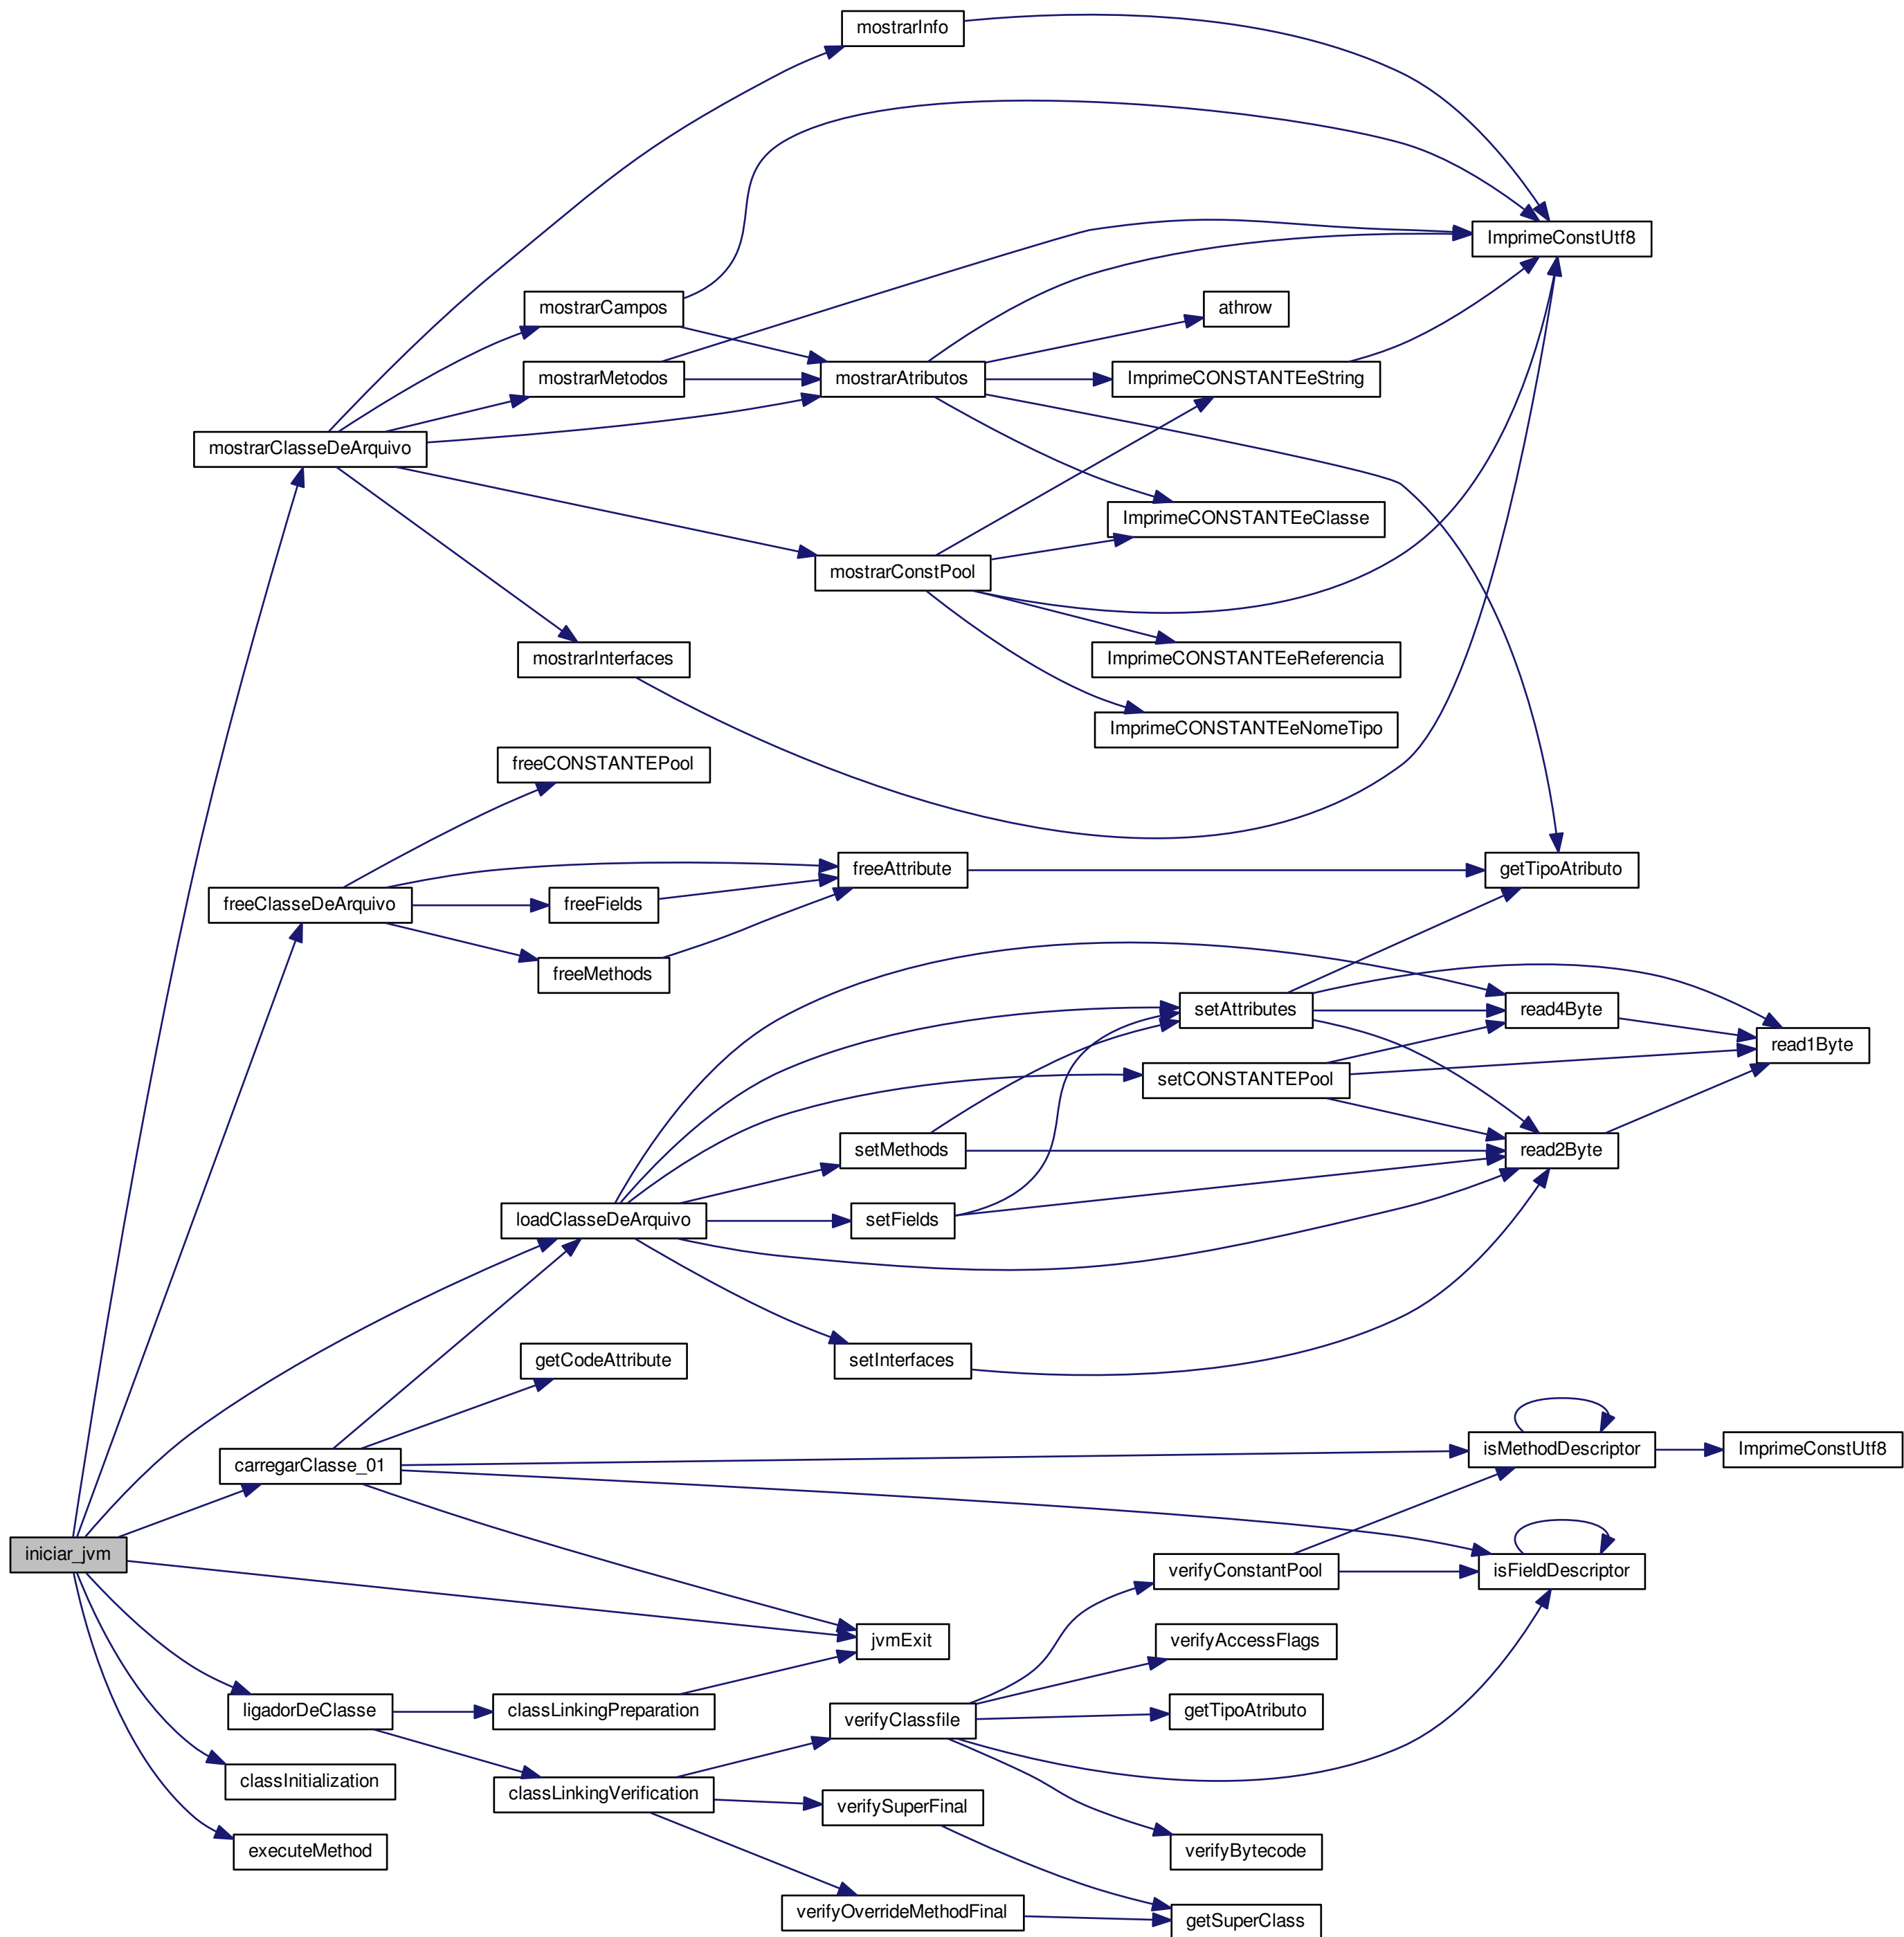 mostrarInfo
ImprimeConstUtf8
mostrarCampos
athrow
mostrarMetodos
mostrarAtributos
ImprimeCONSTANTEeString
mostrarClasseDeArquivo
ImprimeCONSTANTEeClasse
mostrarConstPool
mostrarInterfaces
ImprimeCONSTANTEeReferencia
ImprimeCONSTANTEeNomeTipo
freeCONSTANTEPool
freeAttribute
getTipoAtributo
freeClasseDeArquivo
freeFields
freeMethods
setAttributes
read4Byte
read1Byte
setCONSTANTEPool
setMethods
read2Byte
loadClasseDeArquivo
setFields
getCodeAttribute
setInterfaces
carregarClasse_01
isMethodDescriptor
ImprimeConstUtf8
iniciar_jvm
verifyConstantPool
isFieldDescriptor
jvmExit
verifyAccessFlags
ligadorDeClasse
classLinkingPreparation
verifyClassfile
getTipoAtributo
classInitialization
classLinkingVerification
verifySuperFinal
executeMethod
verifyBytecode
verifyOverrideMethodFinal
getSuperClass